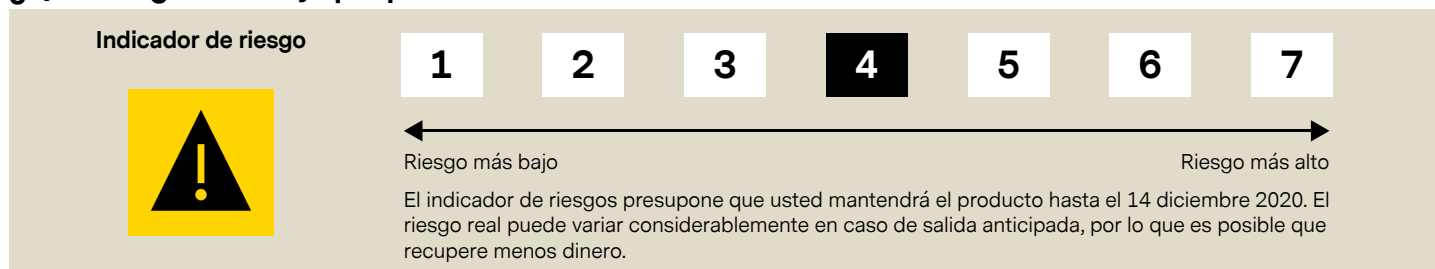 Indicador de riesgo
1 2 3 4 5 6 7
Riesgo más bajo Riesgo más alto
El indicador de riesgos presupone que usted mantendrá el producto hasta el 14 diciembre 2020. El
riesgo real puede variar considerablemente en caso de salida anticipada, por lo que es posible que
recupere menos dinero.